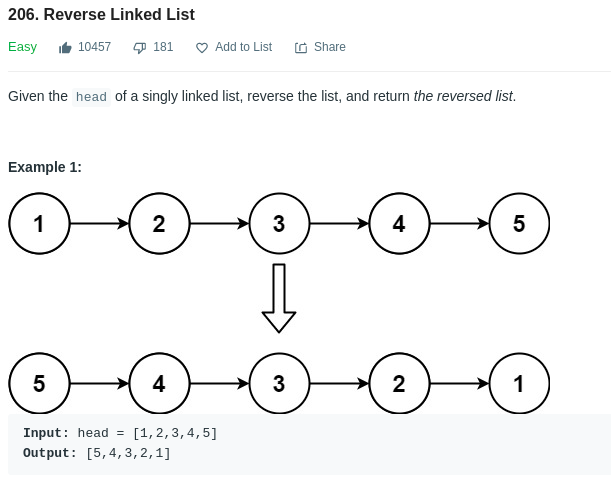 206. Reverse Linked List
Easy 10457 181 Add to List Share
Given the head of a singly linked list, reverse the list, and return the reversed list.
Example 1:
1 2 3 4 5
5 4 3 2 1
Input: head = [1,2,3,4,5]
Output: [5,4,3,2,1]